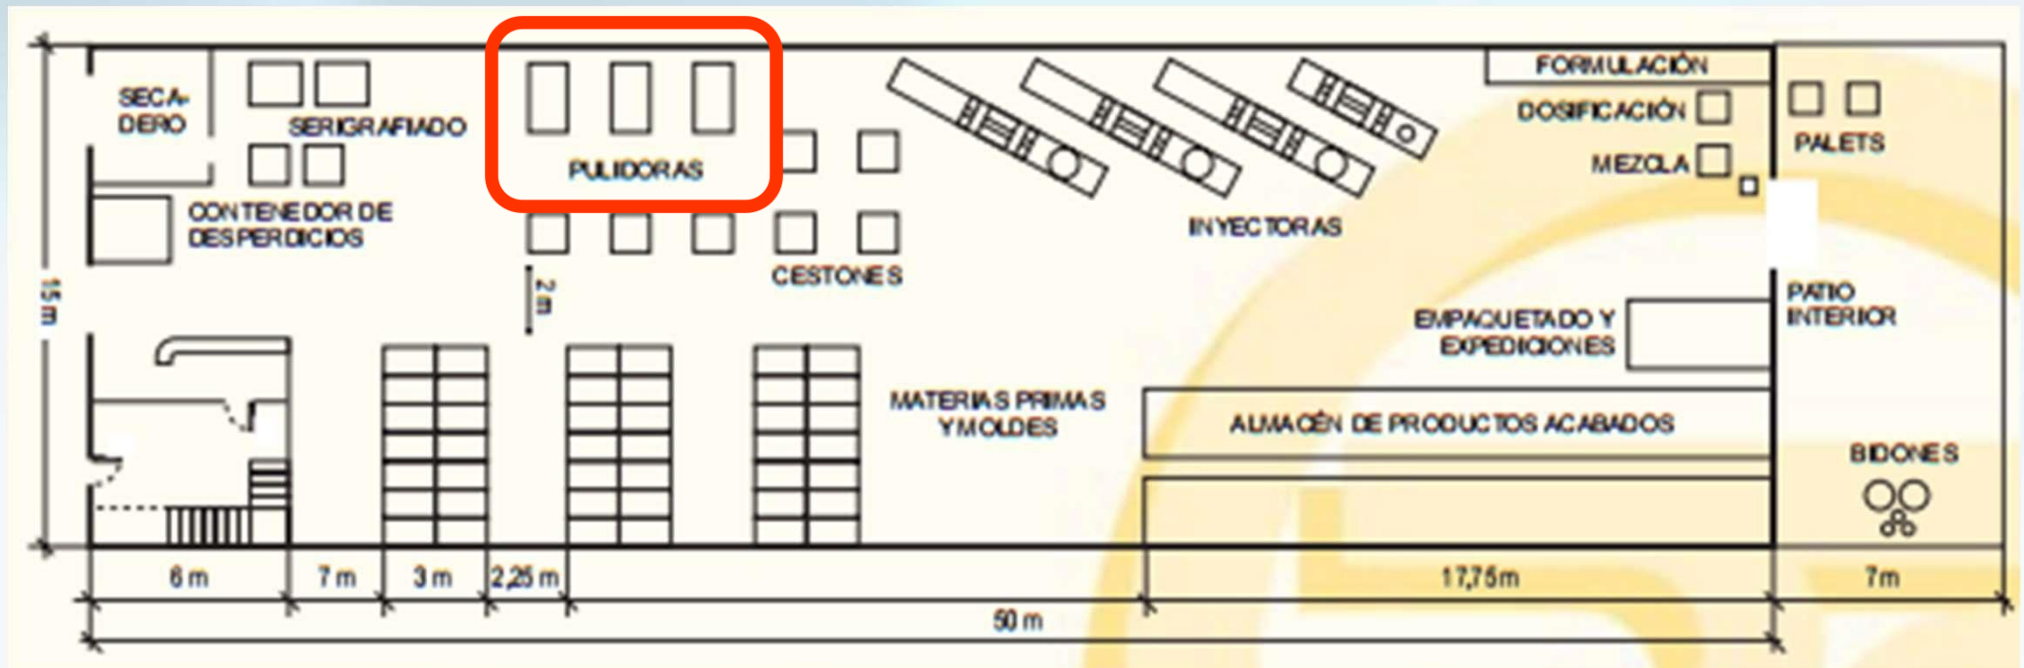 SECA-
DERO
SERIGRAFIADO
PULIDORAS
CONTENEDOR DE
DESPERDICIOS
CESTONES
INYECTORAS
FORMULACIÓN
DOSIFICACIÓN
MEZCLA
PALETS
15 m
2 m
PATIO
INTERIOR
EMPAQUETADO Y
EXPEDICIONES
MATERIAS PRIMAS
Y MOLDES
ALMACÉN DE PRODUCTOS ACABADOS
BIDONES
6 m
7 m
3 m
2,25 m
17,75m
7m
50 m